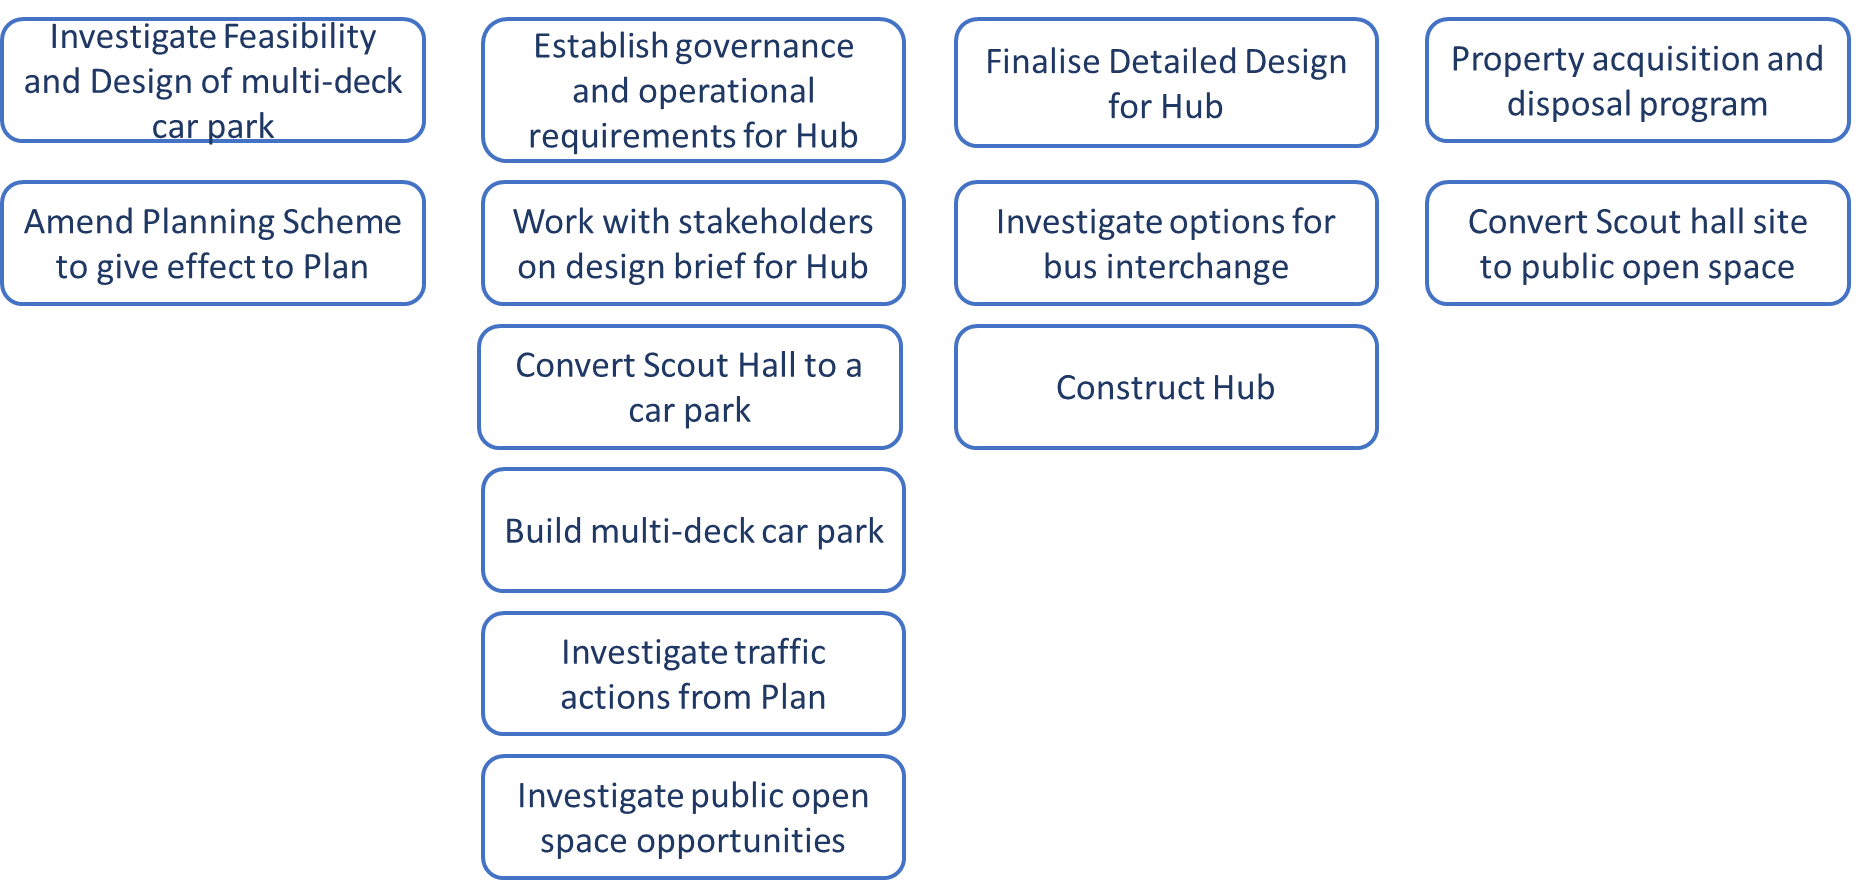 Investigate Feasibility
and Design of multi-deck
car park
Amend Planning Scheme
to give effect to Plan
Establish governance
and operational
requirements for Hub
Work with stakeholders
on design brief for Hub
Convert Scout Hall to a
car park
Build multi-deck car park
Investigate traffic
actions from Plan
Investigate public open
space opportunities
Finalise Detailed Design
for Hub
Investigate options for
bus interchange
Construct Hub
Property acquisition and
disposal program
Convert Scout hall site
to public open space